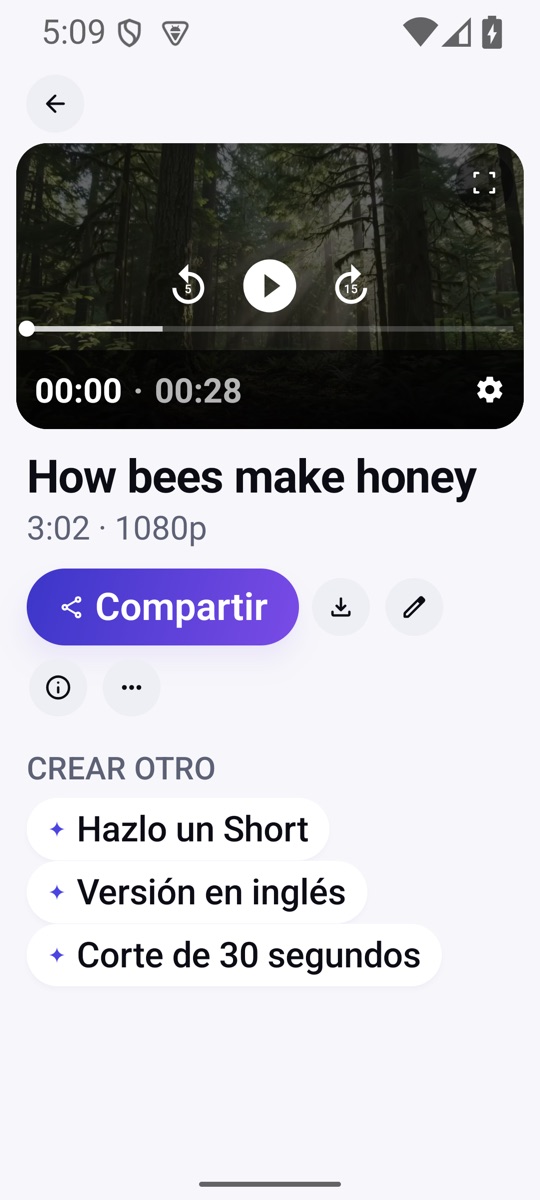 5:09
5
15
00:00 · 00:28
How bees make honey
3:02 · 1080p
Compartir
CREAR OTRO
Hazlo un Short
Versión en inglés
Corte de 30 segundos